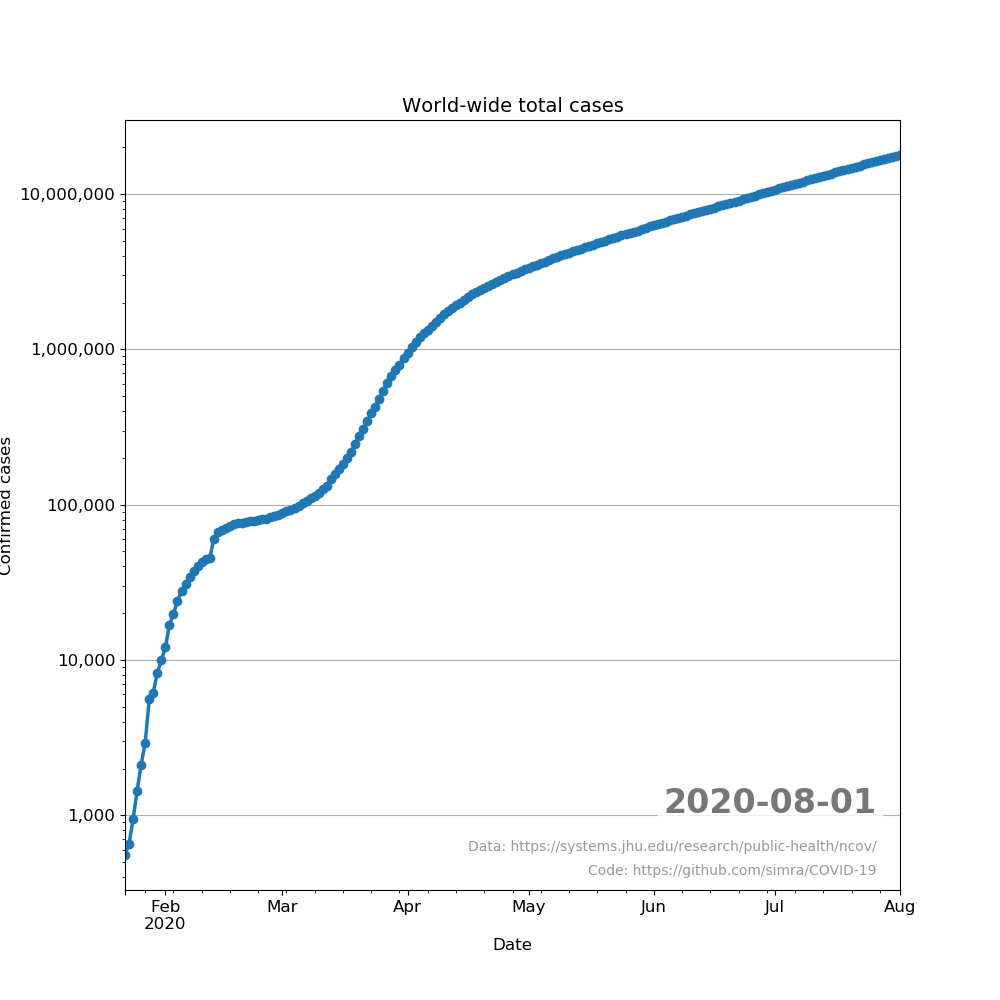 World-wide total cases
10,000,000
1,000,000
100,000
10,000
1,000
Confirmed cases
2020-08-01
Data: https://systems.jhu.edu/research/public-health/ncov/
Code: https://github.com/simra/COVID-19
Feb Mar Apr May Jun Jul Aug
2020
Date